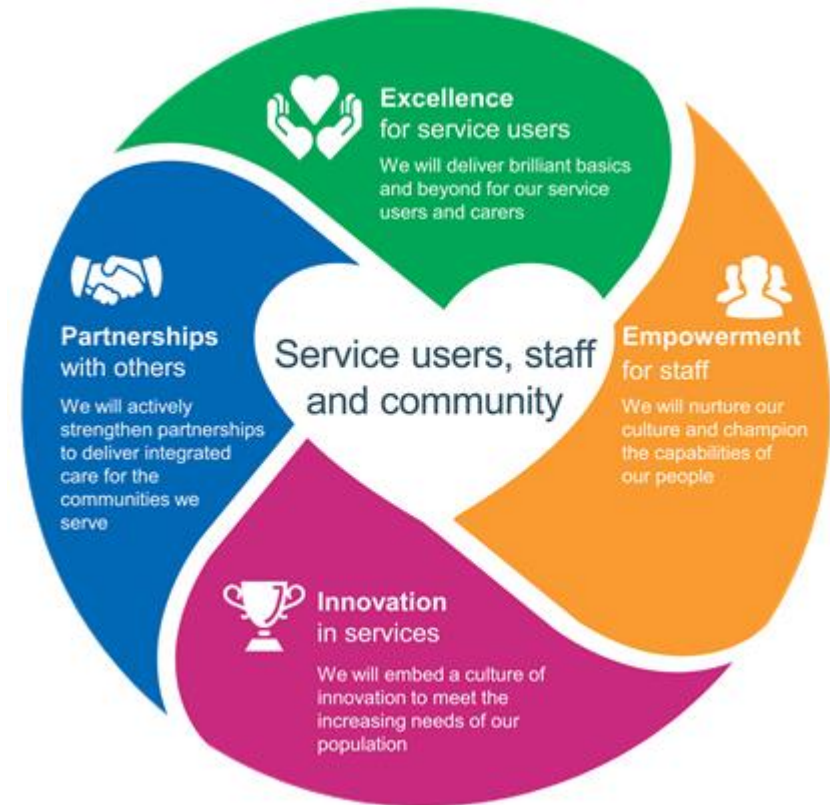 Excellence
for service users
We will deliver brilliant basics
and beyond for our service
users and carers
Partnerships
with others
We will actively
strengthen partnerships
to deliver integrated
care for the
communities we
serve
Service users, staff
and community
Empowerment
for staff
We will nurture our
culture and champion
the capabilities of
our people
Innovation
in services
We will embed a culture of
innovation to meet the
increasing needs of our
population